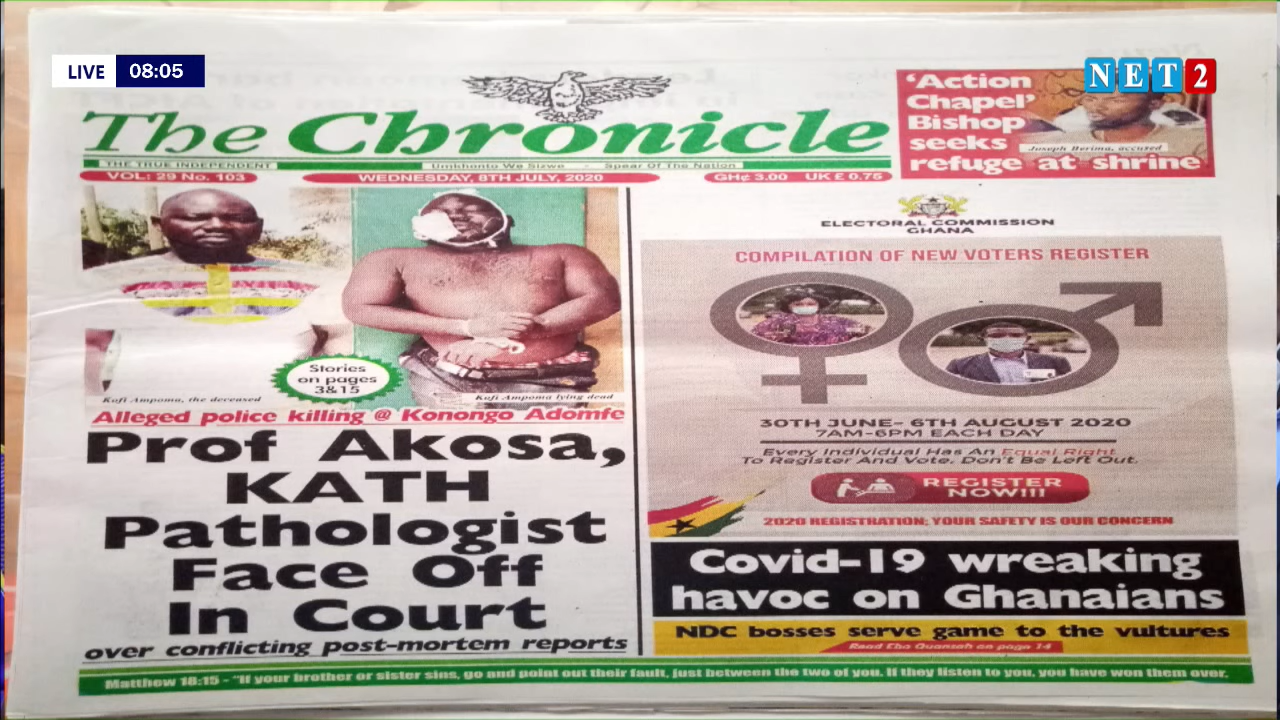 LIVE 08:05
NET2
'Action
Chapel'
Bishop
seeks
refuge at shrine
Joseph Berima, accused
The Chronicle
THE TRUE INDEPENDENT
Umkhonto We Sizwe - Spear Of The Nation
VOL: 29 No. 103
WEDNESDAY, 8TH JULY, 2020
GH¢ 3.00 UK £ 0.75
Stories
on pages
3&15
Kofi Ampoma, the deceased
Kofi Ampoma lying dead
Alleged police killing @ Konongo Adomfe
Prof Akosa,
KATH
Pathologist
Face Off
In Court
over conflicting post-mortem reports
ELECTORAL COMMISSION
GHANA
COMPILATION OF NEW VOTERS REGISTER
30TH JUNE- 6TH AUGUST 2020
7AM-6PM EACH DAY
Every Individual Has An Equal Right
To Register And Vote. Don't Be Left Out.
REGISTER
NOW!!!
2020 REGISTRATION; YOUR SAFETY IS OUR CONCERN
Covid-19 wreaking
havoc on Ghanaians
NDC bosses serve game to the vultures
Read Ebo Quansah on page 14
Matthew 18:15 - "If your brother or sister sins, go and point out their fault, just between the two of you. If they listen to you, you have won them over.